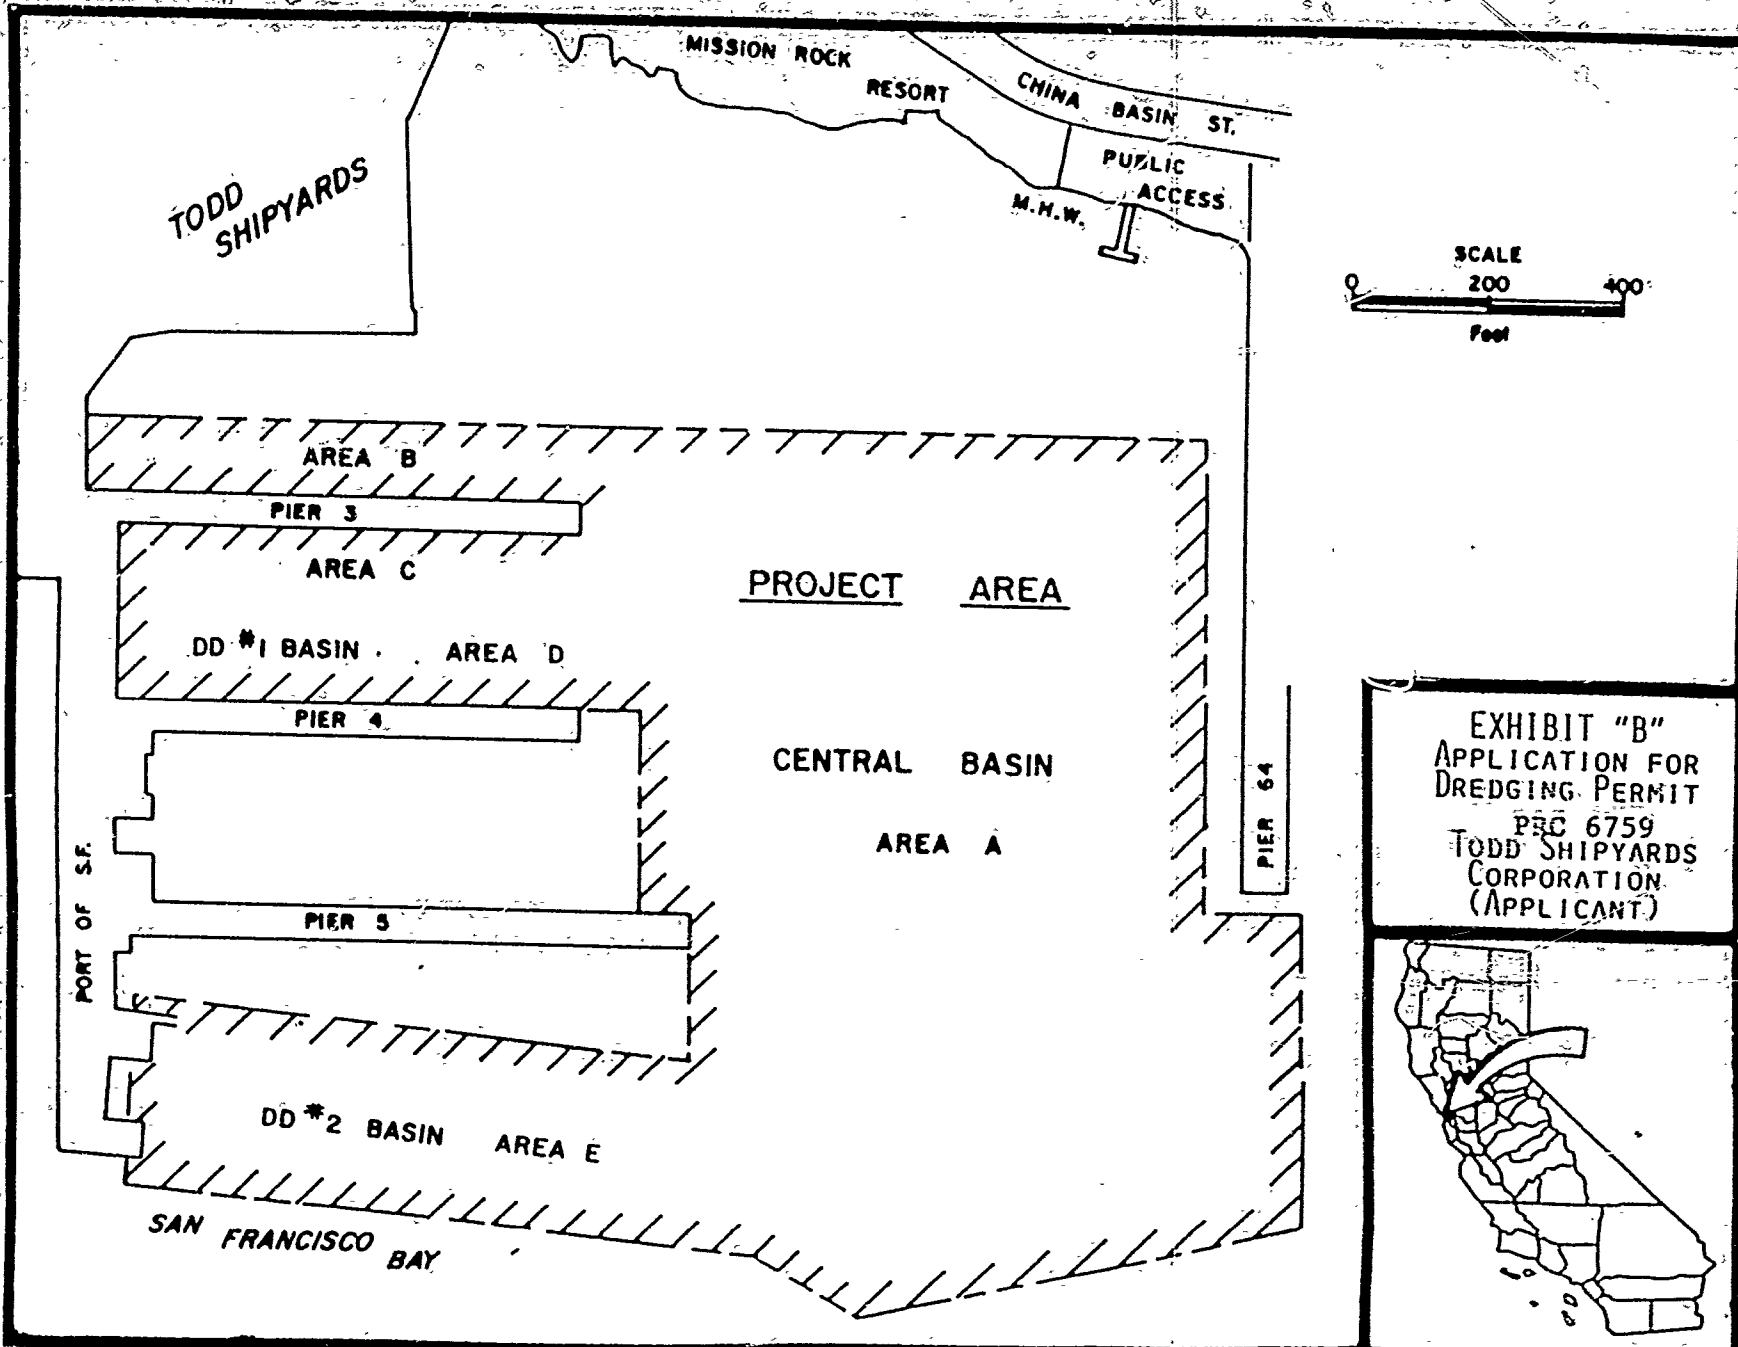 MISSION ROCK
RESORT
CHINA BASIN ST.
PUBLIC
ACCESS
M.H.W.
TODD
SHIPYARDS
SCALE
0 200 400
Feet
AREA B
PIER 3
AREA C
PROJECT AREA
DD #1 BASIN AREA D
PIER 4
CENTRAL BASIN
AREA A
PIER 64
PORT OF S.F.
PIER 5
DD #2 BASIN AREA E
SAN FRANCISCO BAY
EXHIBIT "B"
APPLICATION FOR
DREDGING PERMIT
PRC 6759
TODD SHIPYARDS
CORPORATION
(APPLICANT)